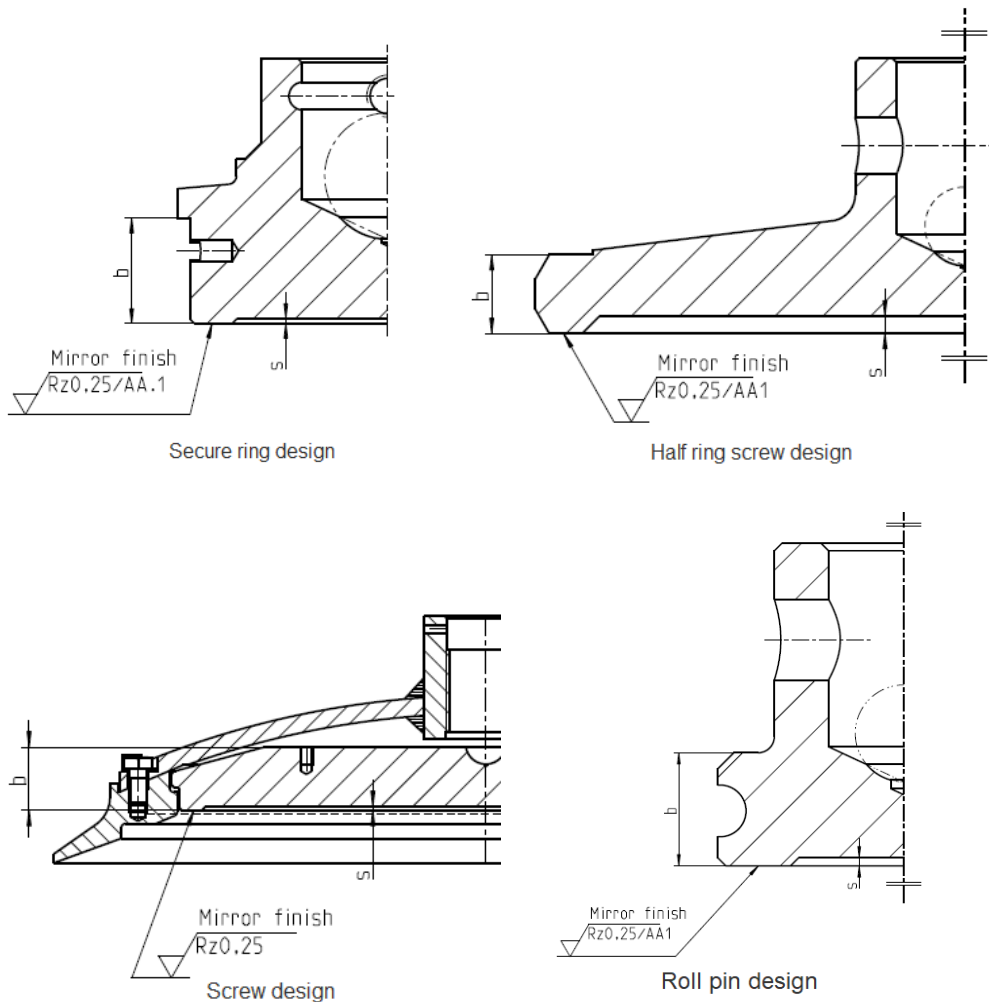 b
s
Mirror finish
Rz0,25/AA.1
Secure ring design
b
s
Mirror finish
Rz0,25/AA1
Half ring screw design
b
s
Mirror finish
Rz0,25
Screw design
b
s
Mirror finish
Rz0,25/AA1
Roll pin design